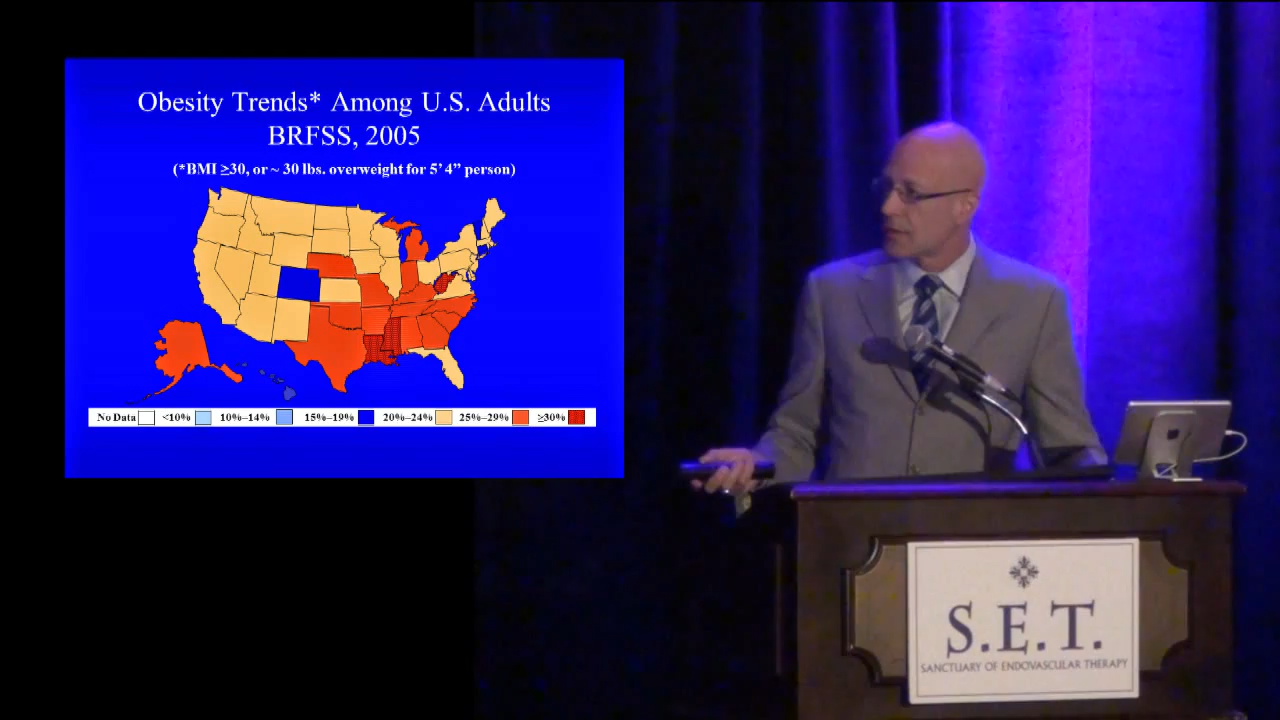 Obesity Trends* Among U.S. Adults
BRFSS, 2005
(*BMI ≥30, or ~ 30 lbs. overweight for 5’ 4” person)
No Data <10% 10%–14% 15%–19% 20%–24% 25%–29% ≥30%
S.E.T.
SANCTUARY OF ENDOVASCULAR THERAPY